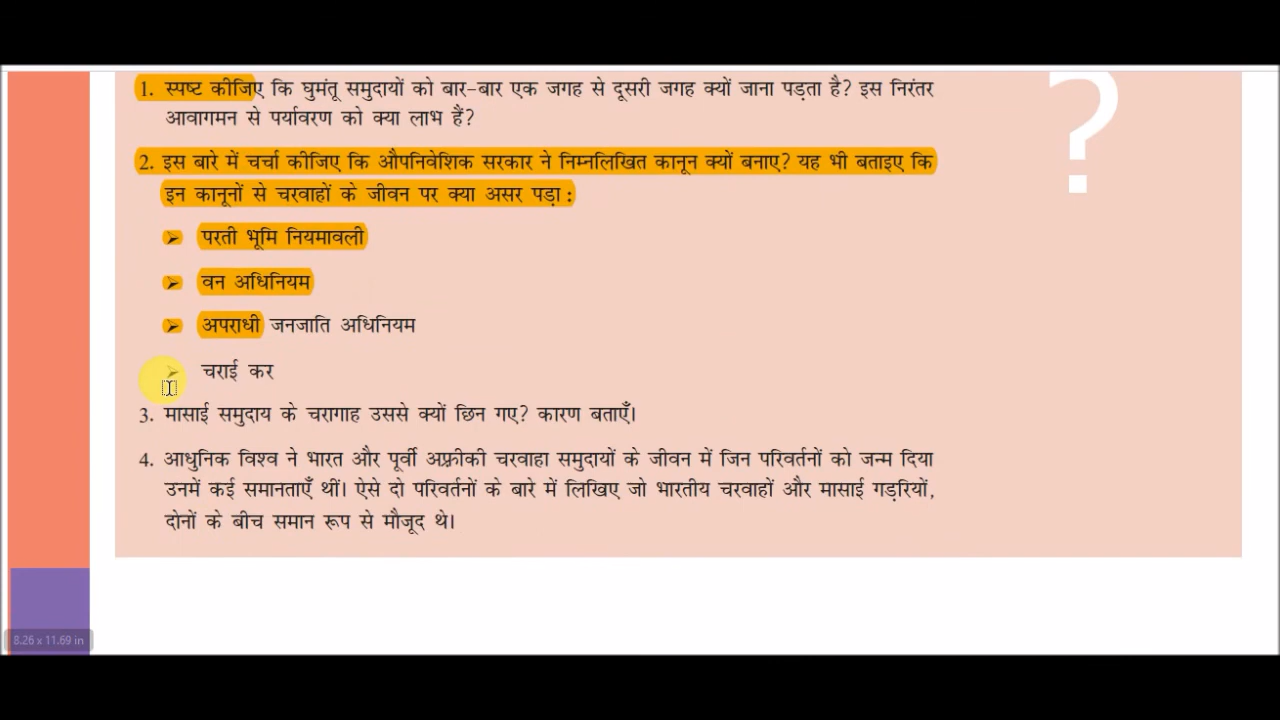 1. स्पष्ट कीजिए कि घुमंतू समुदायों को बार-बार एक जगह से दूसरी जगह क्यों जाना पड़ता है? इस निरंतर
आवागमन से पर्यावरण को क्या लाभ हैं?
?
2. इस बारे में चर्चा कीजिए कि औपनिवेशिक सरकार ने निम्नलिखित कानून क्यों बनाए? यह भी बताइए कि
इन कानूनों से चरवाहों के जीवन पर क्या असर पड़ा :
➤ परती भूमि नियमावली
➤ वन अधिनियम
➤ अपराधी जनजाति अधिनियम
➤ चराई कर
3. मासाई समुदाय के चरागाह उससे क्यों छिन गए? कारण बताएँ।
4. आधुनिक विश्व ने भारत और पूर्वी अफ़्रीकी चरवाहा समुदायों के जीवन में जिन परिवर्तनों को जन्म दिया
उनमें कई समानताएँ थीं। ऐसे दो परिवर्तनों के बारे में लिखिए जो भारतीय चरवाहों और मासाई गड़रियों,
दोनों के बीच समान रूप से मौजूद थे।
8.26 x 11.69 in